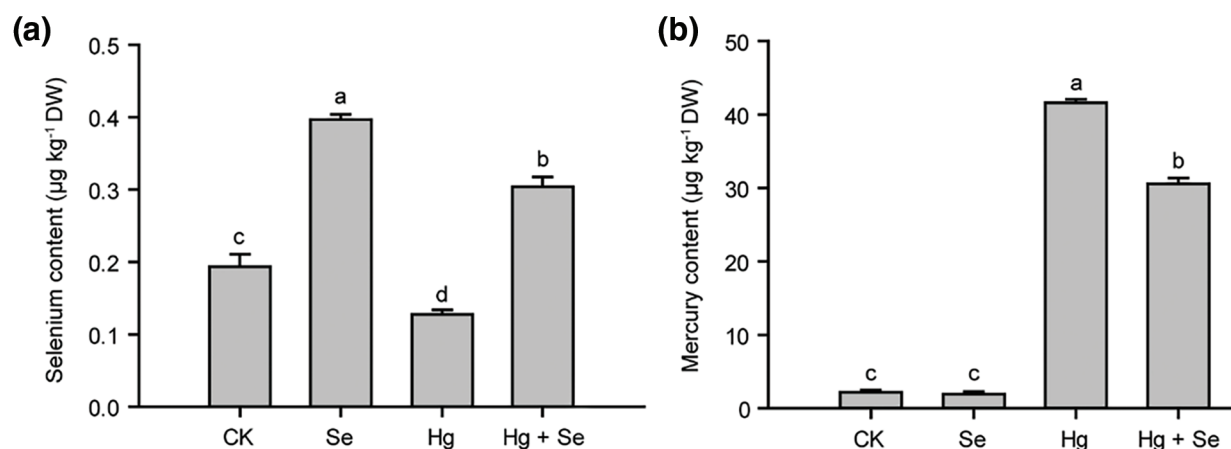 (a)
Selenium content (µg kg⁻¹ DW)
0.5
0.4
0.3
0.2
0.1
0.0
c
a
d
b
CK Se Hg Hg + Se
(b)
Mercury content (µg kg⁻¹ DW)
50
40
30
20
10
0
c
c
a
b
CK Se Hg Hg + Se